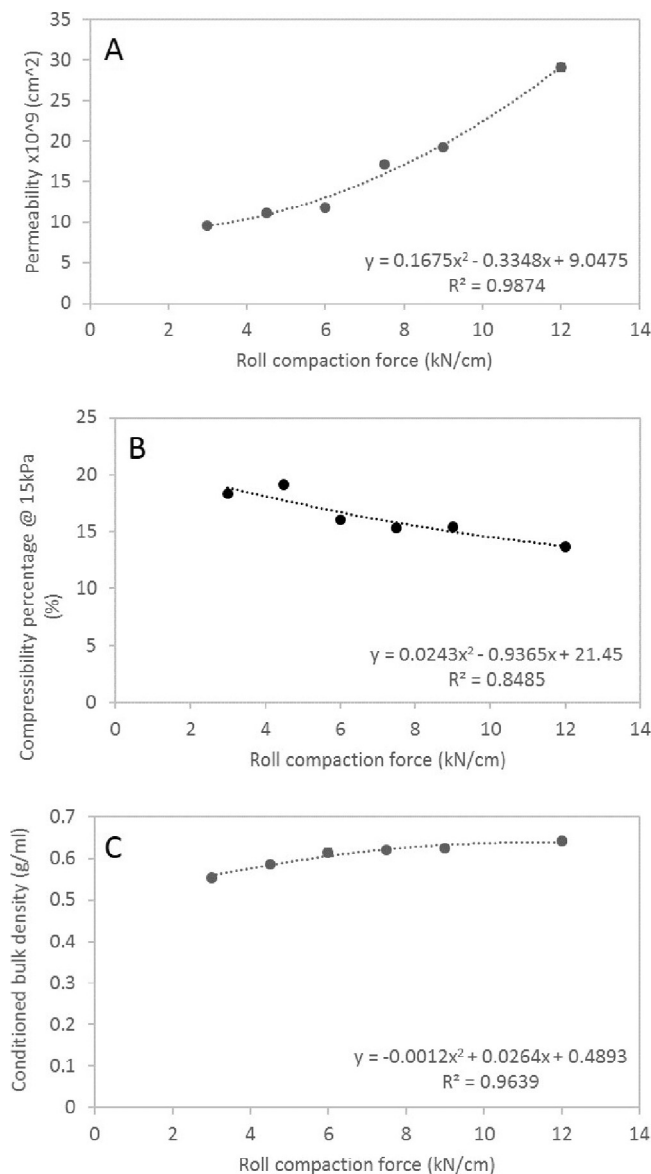 A
35
30
25
20
15
10
5
0
Permeability x10^9 (cm^2)
y = 0.1675x² - 0.3348x + 9.0475
R² = 0.9874
0 2 4 6 8 10 12 14
Roll compaction force (kN/cm)
B
25
20
15
10
5
0
Compressibility percentage @ 15kPa
(%)
y = 0.0243x² - 0.9365x + 21.45
R² = 0.8485
0 2 4 6 8 10 12 14
Roll compaction force (kN/cm)
C
0.7
0.6
0.5
0.4
0.3
0.2
0.1
0
Conditioned bulk density (g/ml)
y = -0.0012x² + 0.0264x + 0.4893
R² = 0.9639
0 2 4 6 8 10 12 14
Roll compaction force (kN/cm)